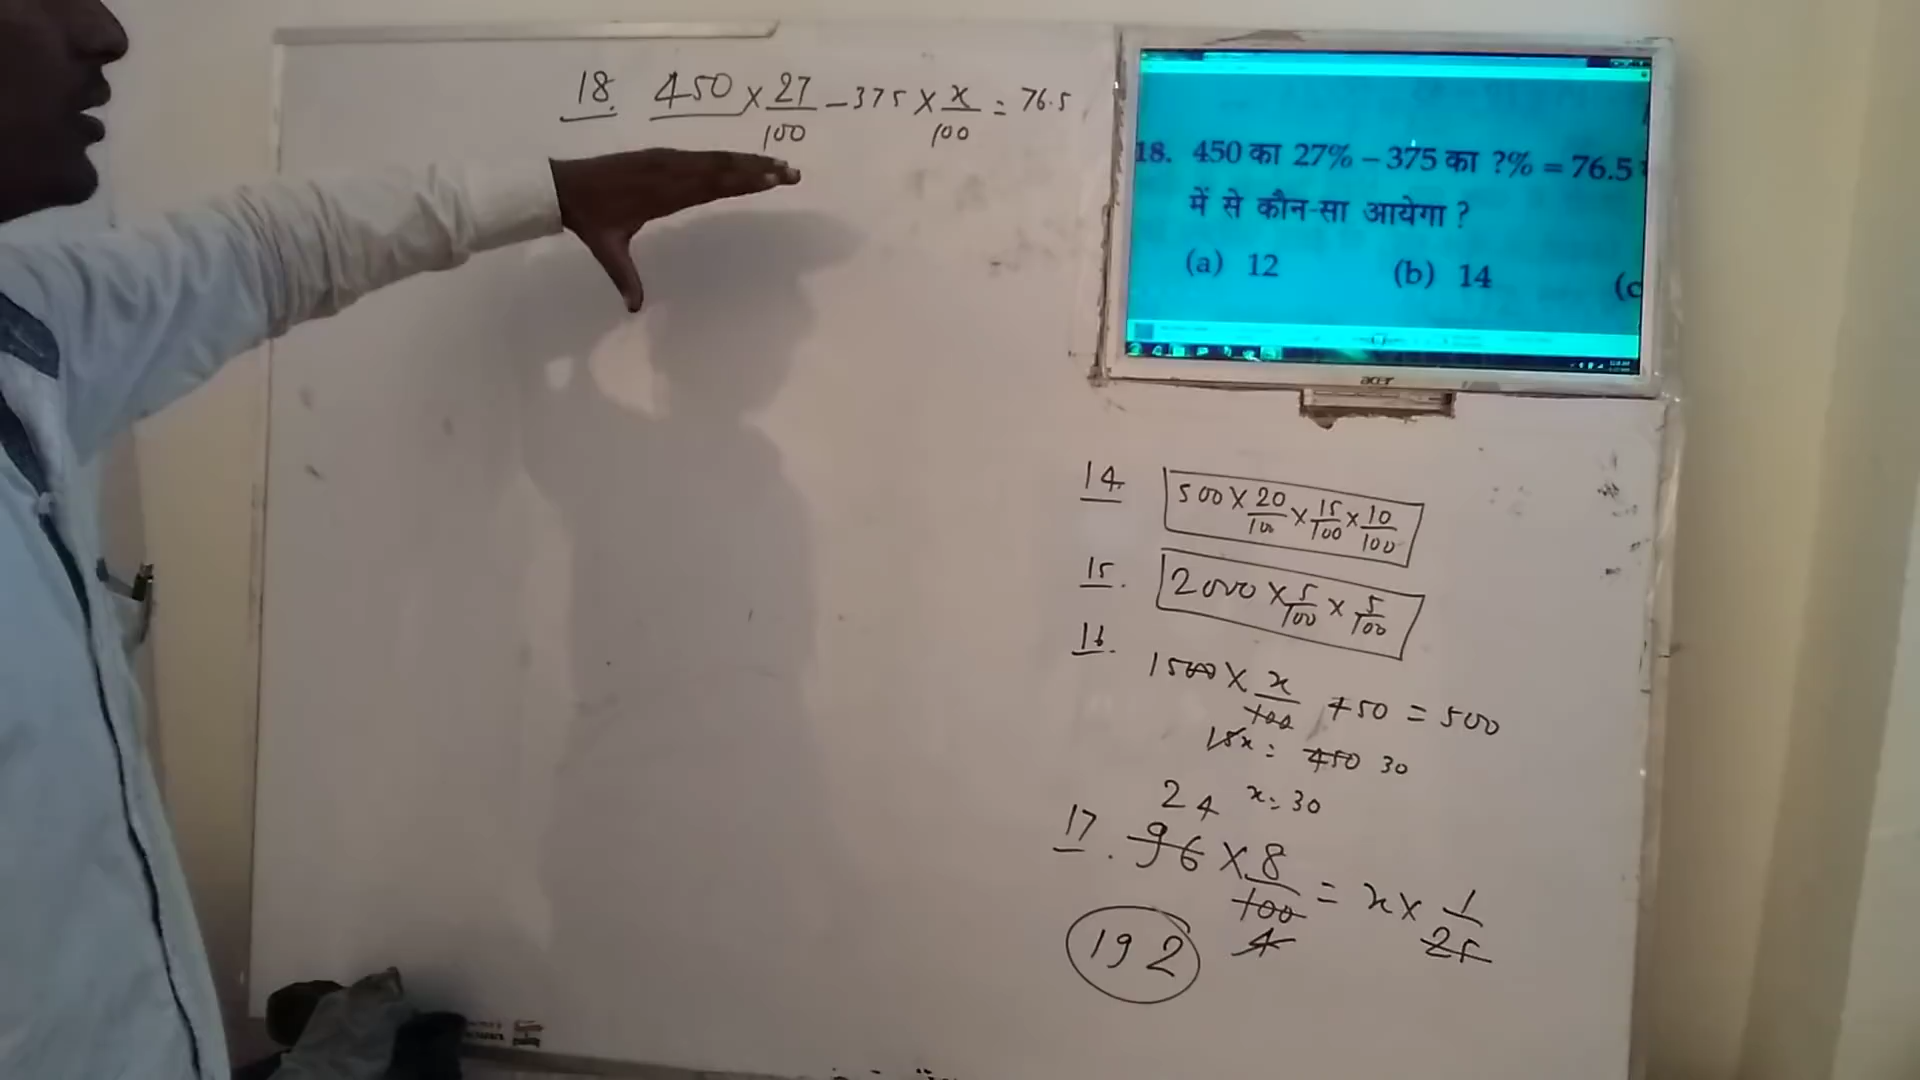 18. 450 × 27/100 – 375 × x/100 = 76.5
18. 450 का 27% – 375 का ?% = 76.5
में से कौन-सा आयेगा ?
(a) 12 (b) 14 (c
acer
14. 500 × 20/100 × 15/100 × 10/100
15. 2000 × 5/100 × 5/100
16.
1500 × x/100 + 50 = 500
15x = 450 30
x = 30
24
17. 96 × 8/100 = x × 1/25
4
192